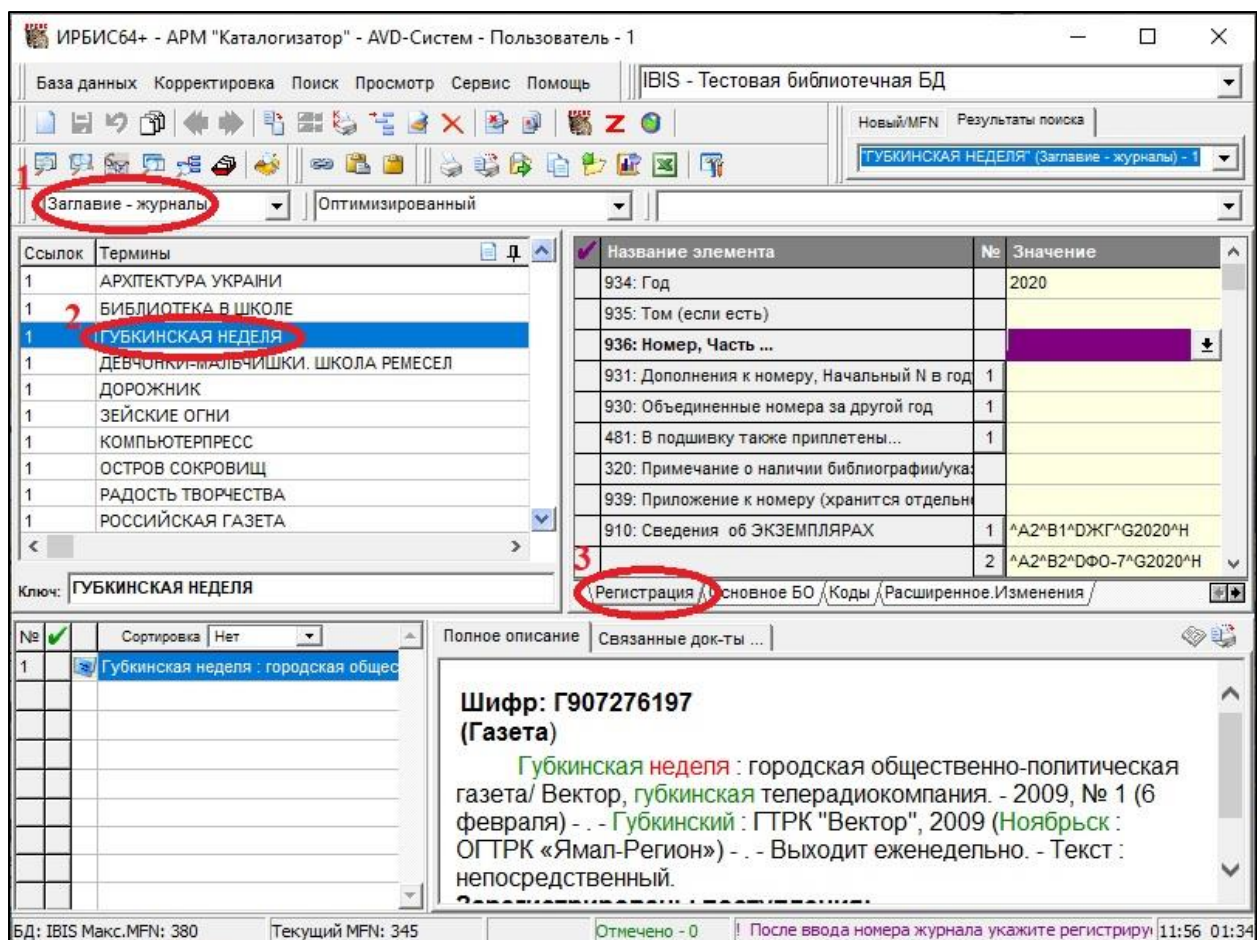 ИРБИС64+ - АРМ "Каталогизатор" - AVD-Систем - Пользователь - 1
База данных Корректировка Поиск Просмотр Сервис Помощь
IBIS - Тестовая библиотечная БД
Новый/MFN Результаты поиска
"ГУБКИНСКАЯ НЕДЕЛЯ" (Заглавие - журналы) - 1
1
Заглавие - журналы
Оптимизированный
Ссылок Термины
1 АРХІТЕКТУРА УКРАІНИ
1 БИБЛИОТЕКА В ШКОЛЕ
2
1 ГУБКИНСКАЯ НЕДЕЛЯ
1 ДЕВЧОНКИ-МАЛЬЧИШКИ. ШКОЛА РЕМЕСЕЛ
1 ДОРОЖНИК
1 ЗЕЙСКИЕ ОГНИ
1 КОМПЬЮТЕРПРЕСС
1 ОСТРОВ СОКРОВИЩ
1 РАДОСТЬ ТВОРЧЕСТВА
1 РОССИЙСКАЯ ГАЗЕТА
Ключ: ГУБКИНСКАЯ НЕДЕЛЯ
Название элемента № Значение
934: Год 2020
935: Том (если есть)
936: Номер, Часть ...
931: Дополнения к номеру, Начальный N в год 1
930: Объединенные номера за другой год 1
481: В подшивку также приплетены... 1
320: Примечание о наличии библиографии/ука
939: Приложение к номеру (хранится отдельн
910: Сведения об ЭКЗЕМПЛЯРАХ 1 ^A2^B1^DЖГ^G2020^H
2 ^A2^B2^DФО-7^G2020^H
3
Регистрация Основное БО Коды Расширенное.Изменения
№ Сортировка Нет
1 Губкинская неделя : городская общес
Полное описание Связанные док-ты ...
Шифр: Г907276197
(Газета)
Губкинская неделя : городская общественно-политическая
газета/ Вектор, губкинская телерадиокомпания. - 2009, № 1 (6
февраля) - . - Губкинский : ГТРК "Вектор", 2009 (Ноябрьск :
ОГТРК «Ямал-Регион») - . - Выходит еженедельно. - Текст :
непосредственный.
Зарегистрированы поступления:
БД: IBIS Макс.MFN: 380 Текущий MFN: 345 Отмечено - 0 ! После ввода номера журнала укажите регистриру 11:56 01:34